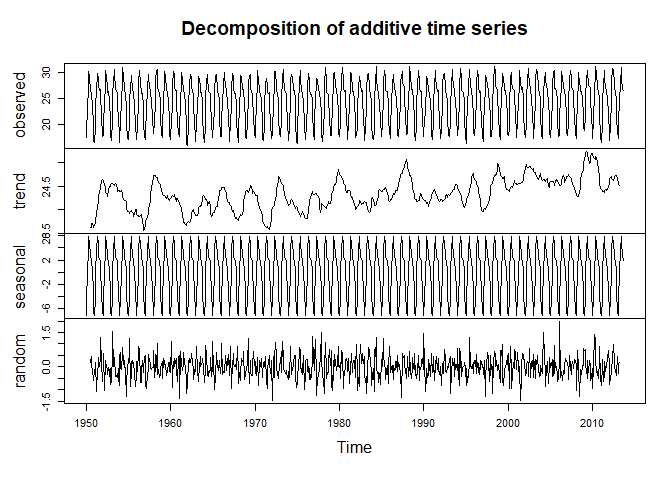 Decomposition of additive time series
observed
20 25 30
trend
23.5 24.5
seasonal
-6 -2 2
random
-1.5 0.0 1.5
1950 1960 1970 1980 1990 2000 2010
Time